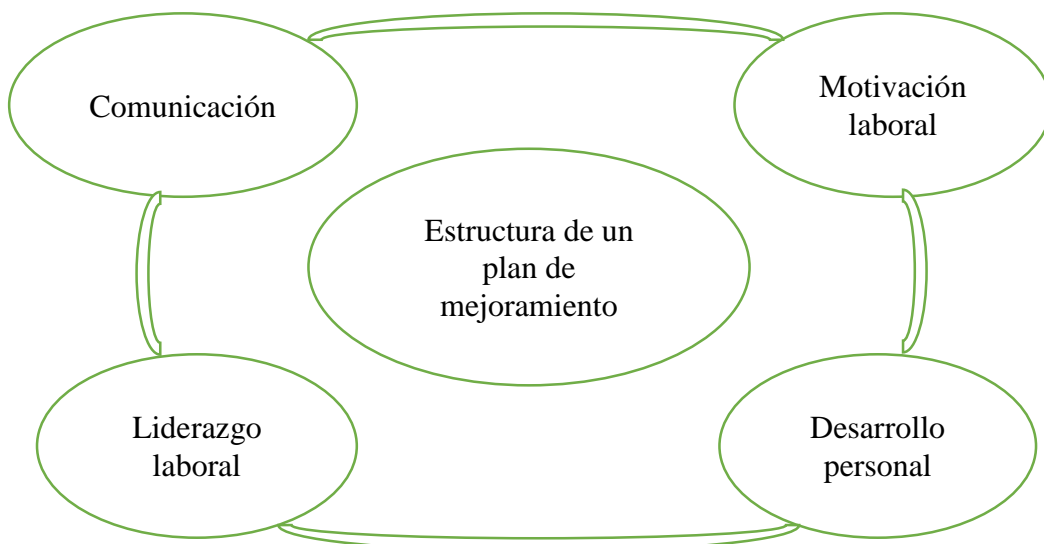 Comunicación
Motivación
laboral
Estructura de un
plan de
mejoramiento
Liderazgo
laboral
Desarrollo
personal